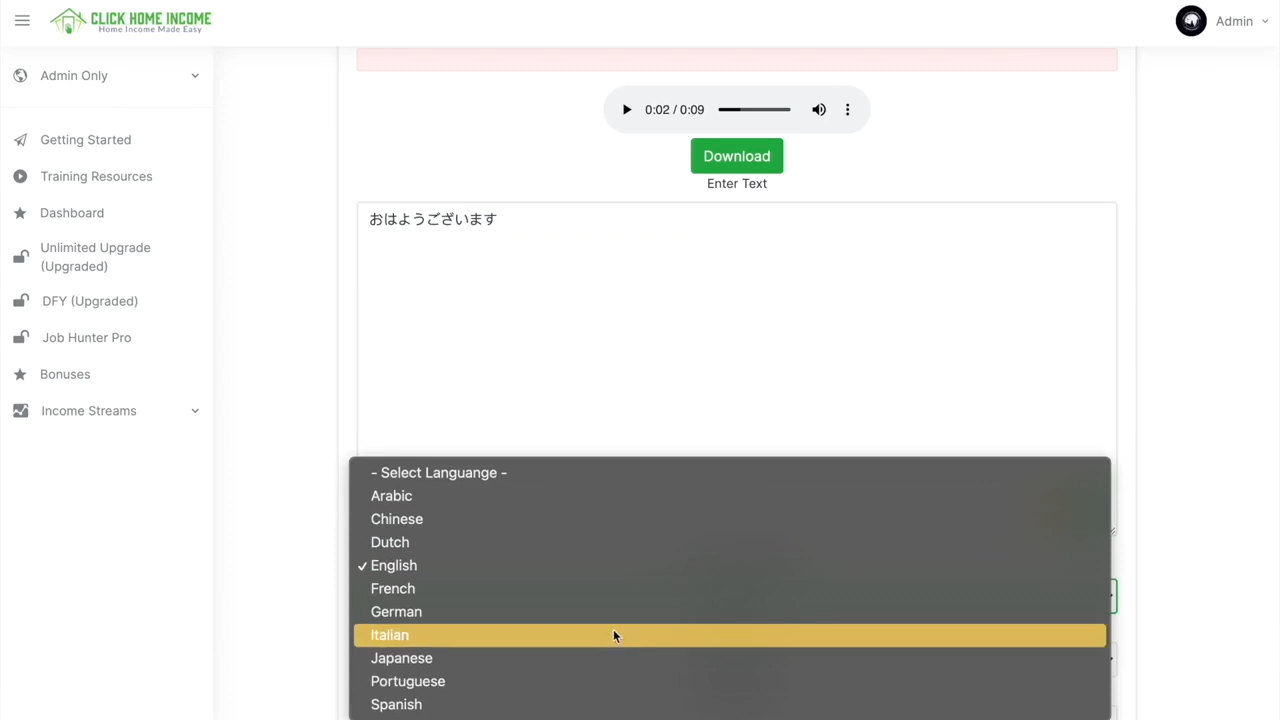 CLICK HOME INCOME
Home Income Made Easy
Admin
Admin Only
Getting Started
Training Resources
Dashboard
Unlimited Upgrade
(Upgraded)
DFY (Upgraded)
Job Hunter Pro
Bonuses
Income Streams
0:02 / 0:09
Download
Enter Text
おはようございます
- Select Languange -
Arabic
Chinese
Dutch
✓ English
French
German
Italian
Japanese
Portuguese
Spanish